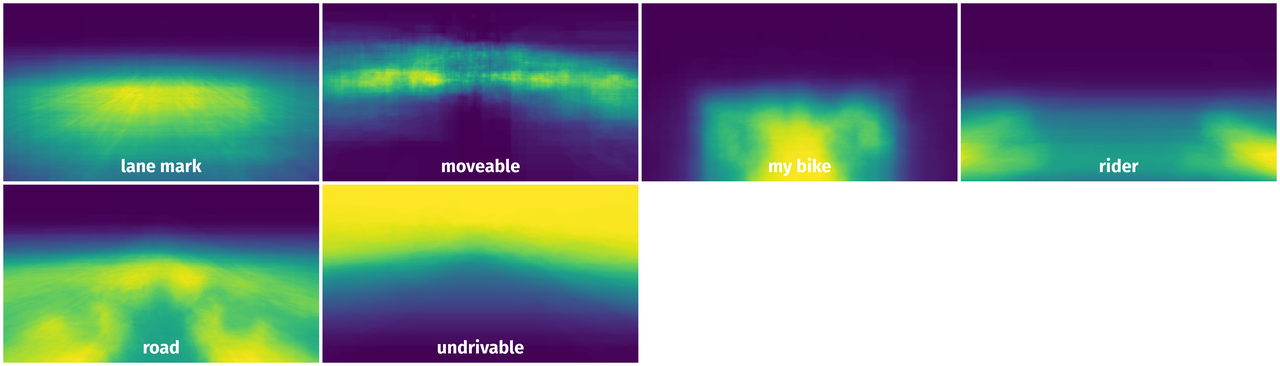 lane mark
moveable
my bike
rider
road
undrivable